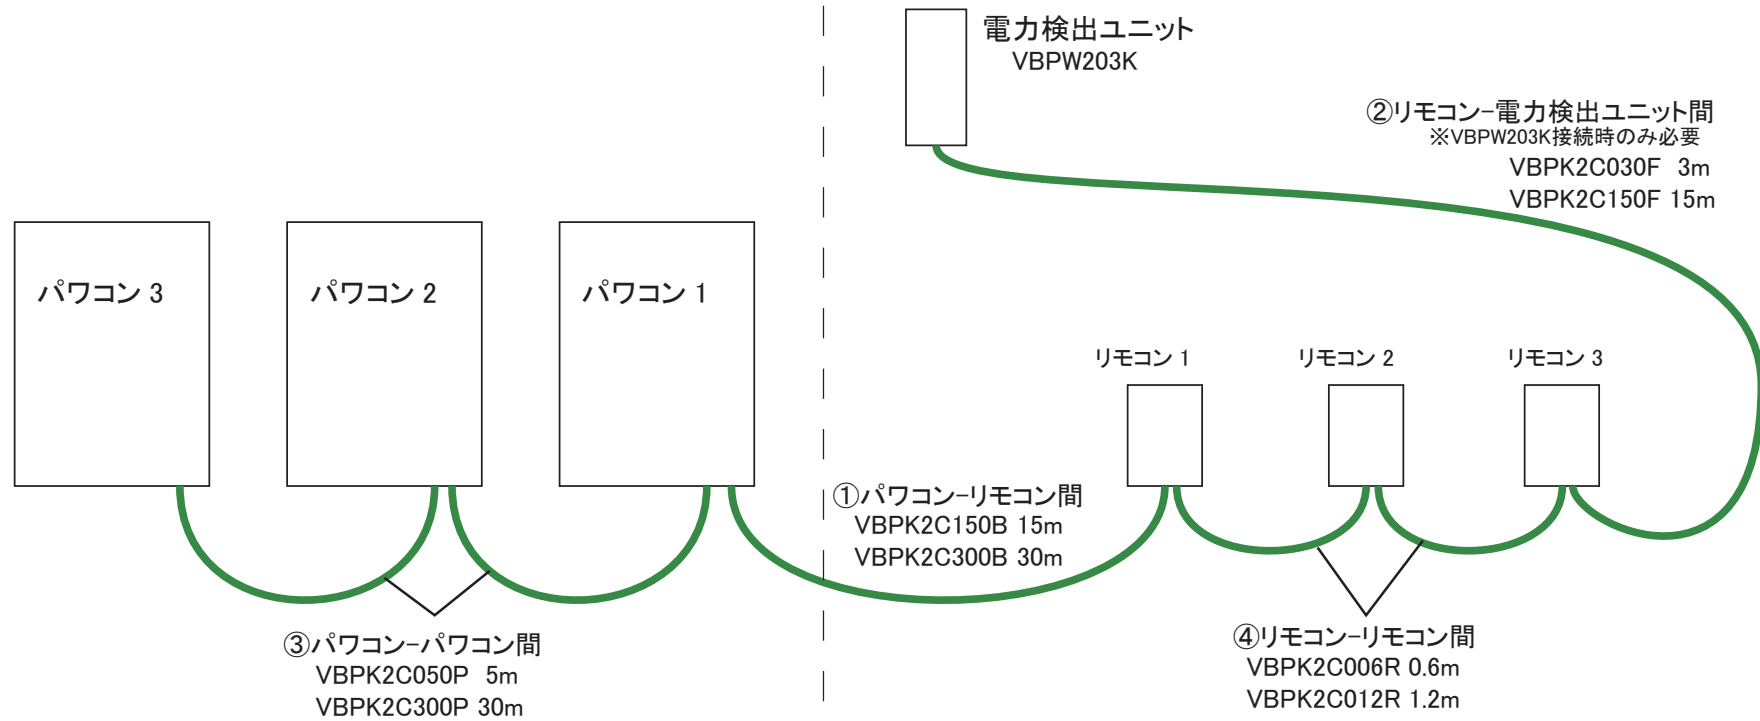 電力検出ユニット
VBPW203K
②リモコン-電力検出ユニット間
※VBPW203K接続時のみ必要
VBPK2C030F 3m
VBPK2C150F 15m
パワコン 3
パワコン 2
パワコン 1
リモコン 1
リモコン 2
リモコン 3
①パワコン-リモコン間
VBPK2C150B 15m
VBPK2C300B 30m
③パワコン-パワコン間
VBPK2C050P 5m
VBPK2C300P 30m
④リモコン-リモコン間
VBPK2C006R 0.6m
VBPK2C012R 1.2m